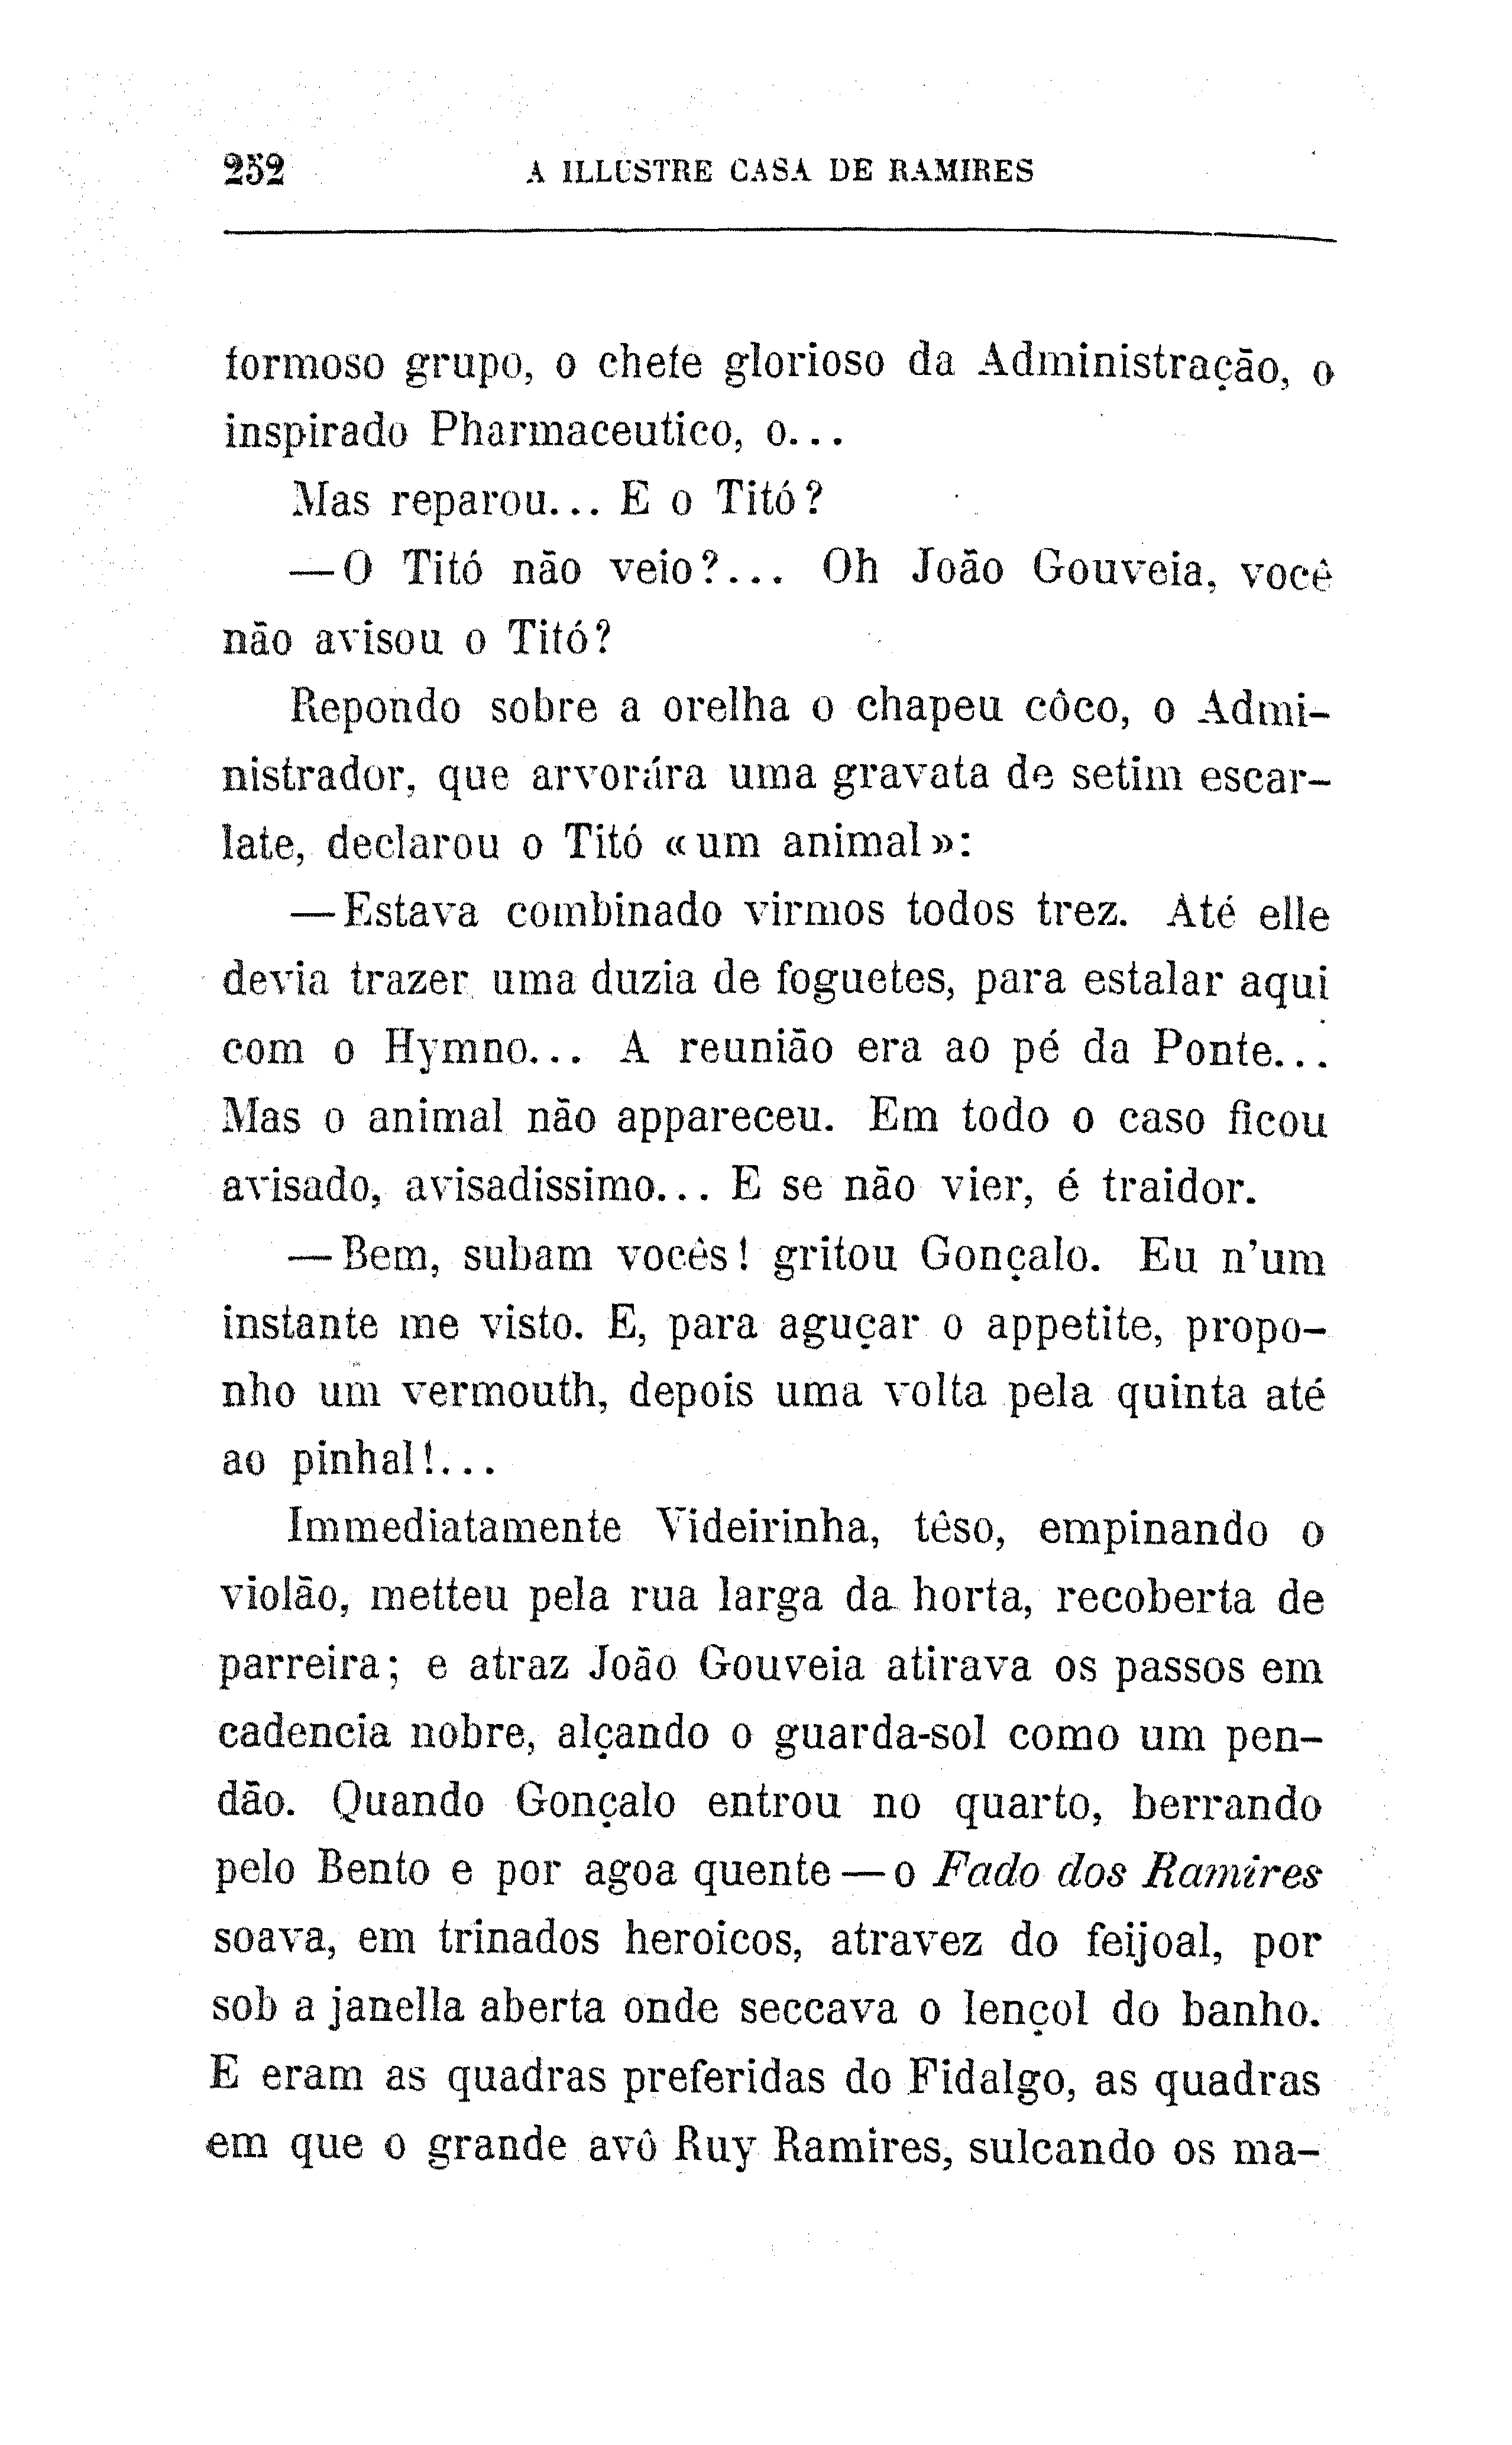 252 A ILLUSTRE CASA DE RAMIRES
formoso grupo, o chefe glorioso da Administração, o
inspirado Pharmaceutico, o...
Mas reparou... E o Titó?
—O Titó não veio?... Oh João Gouveia, você
não avisou o Titó?
Repondo sobre a orelha o chapeu côco, o Admi-
nistrador, que arvorára uma gravata de setim escar-
late, declarou o Titó «um animal»:
—Estava combinado virmos todos trez. Até elle
devia trazer uma duzia de foguetes, para estalar aqui
com o Hymno... A reunião era ao pé da Ponte...
Mas o animal não appareceu. Em todo o caso ficou
avisado, avisadissimo... E se não vier, é traidor.
—Bem, subam vocês! gritou Gonçalo. Eu n'um
instante me visto. E, para aguçar o appetite, propo-
nho um vermouth, depois uma volta pela quinta até
ao pinhal!...
Immediatamente Videirinha, têso, empinando o
violão, metteu pela rua larga da horta, recoberta de
parreira; e atraz João Gouveia atirava os passos em
cadencia nobre, alçando o guarda-sol como um pen-
dão. Quando Gonçalo entrou no quarto, berrando
pelo Bento e por agoa quente—o Fado dos Ramires
soava, em trinados heroicos, atravez do feijoal, por
sob a janella aberta onde seccava o lençol do banho.
E eram as quadras preferidas do Fidalgo, as quadras
em que o grande avô Ruy Ramires, sulcando os ma-